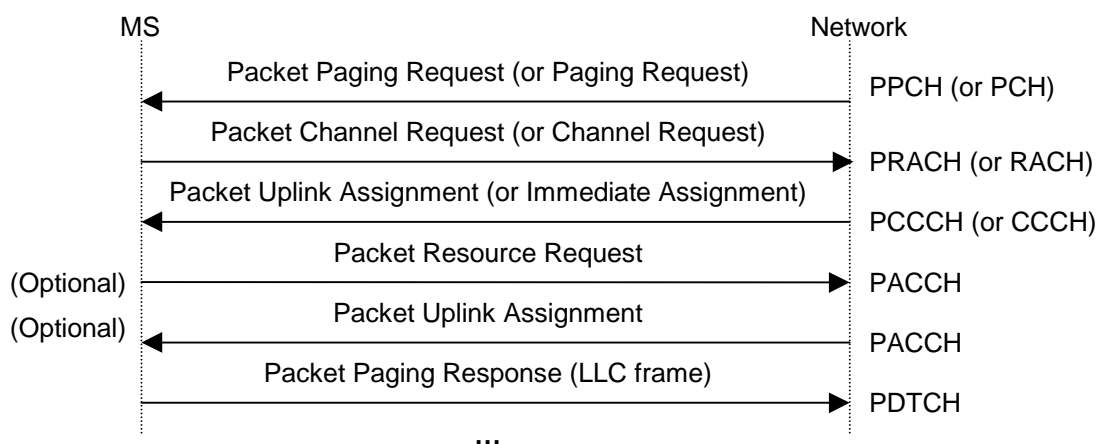 MS Network
Packet Paging Request (or Paging Request)
PPCH (or PCH)
Packet Channel Request (or Channel Request)
PRACH (or RACH)
Packet Uplink Assignment (or Immediate Assignment)
PCCCH (or CCCH)
Packet Resource Request
(Optional)
PACCH
Packet Uplink Assignment
(Optional)
PACCH
Packet Paging Response (LLC frame)
PDTCH
...